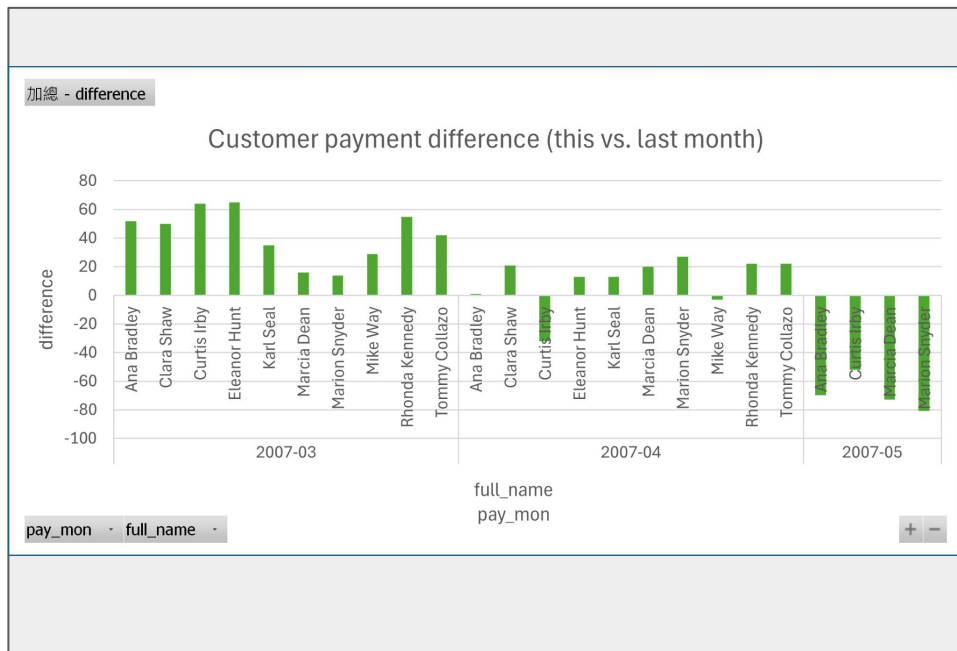 加總 - difference
Customer payment difference (this vs. last month)
80
60
40
20
0
-20
-40
-60
-80
-100
difference
Ana Bradley
Clara Shaw
Curtis Irby
Eleanor Hunt
Karl Seal
Marcia Dean
Marion Snyder
Mike Way
Rhonda Kennedy
Tommy Collazo
Ana Bradley
Clara Shaw
Curtis Irby
Eleanor Hunt
Karl Seal
Marcia Dean
Marion Snyder
Mike Way
Rhonda Kennedy
Tommy Collazo
Ana Bradley
Curtis Irby
Marcia Dean
Marion Snyder
2007-03
2007-04
2007-05
full_name
pay_mon
pay_mon full_name
+ −